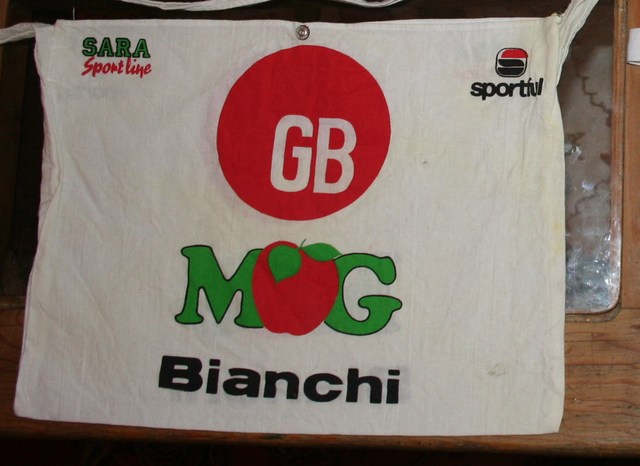 SARA
Sport line
sportful
GB
MG
Bianchi